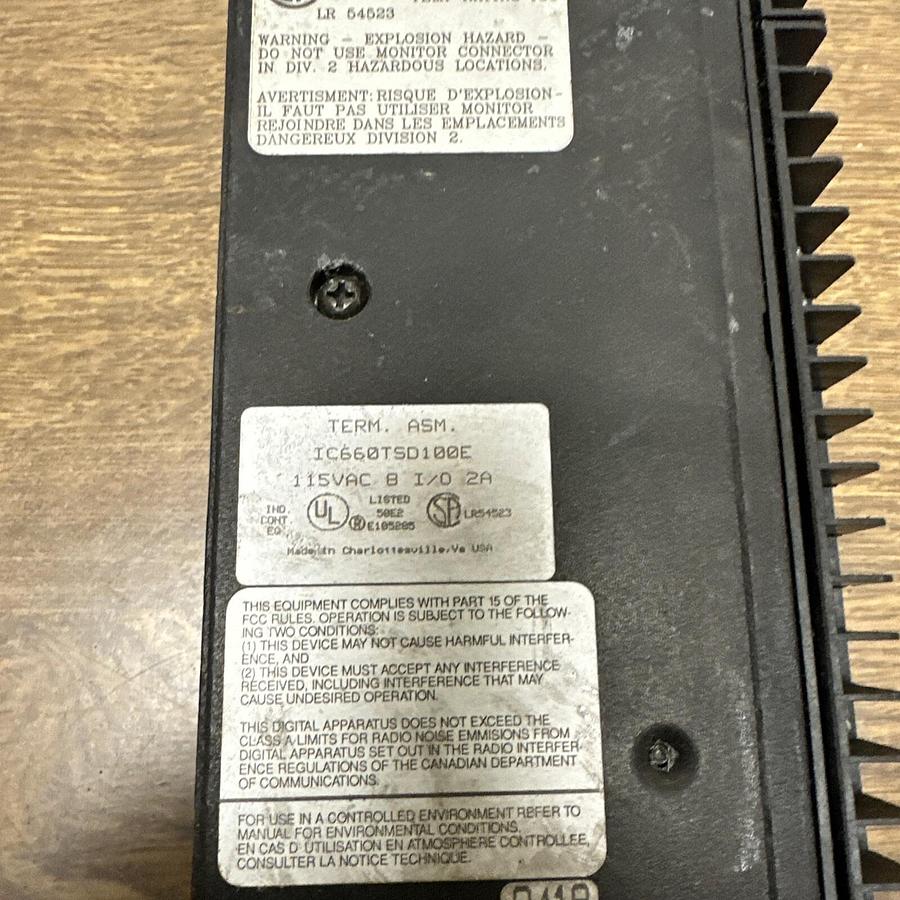 LR 54523
WARNING - EXPLOSION HAZARD -
DO NOT USE MONITOR CONNECTOR
IN DIV. 2 HAZARDOUS LOCATIONS.
AVERTISMENT: RISQUE D'EXPLOSION-
IL FAUT PAS UTILISER MONITOR
REJOINDRE DANS LES EMPLACEMENTS
DANGEREUX DIVISION 2.
TERM. ASM.
IC660TSD100E
115VAC 8 I/O 2A
IND.
CONT.
EQ.
UL
®
LISTED
50E2
E105285
SA
LR54523
Made in Charlottesville, Va USA
THIS EQUIPMENT COMPLIES WITH PART 15 OF THE
FCC RULES. OPERATION IS SUBJECT TO THE FOLLOW-
ING TWO CONDITIONS:
(1) THIS DEVICE MAY NOT CAUSE HARMFUL INTERFER-
ENCE, AND
(2) THIS DEVICE MUST ACCEPT ANY INTERFERENCE
RECEIVED, INCLUDING INTERFERENCE THAT MAY
CAUSE UNDESIRED OPERATION.
THIS DIGITAL APPARATUS DOES NOT EXCEED THE
CLASS A LIMITS FOR RADIO NOISE EMMISIONS FROM
DIGITAL APPARATUS SET OUT IN THE RADIO INTERFER-
ENCE REGULATIONS OF THE CANADIAN DEPARTMENT
OF COMMUNICATIONS.
FOR USE IN A CONTROLLED ENVIRONMENT REFER TO
MANUAL FOR ENVIRONMENTAL CONDITIONS.
EN CAS D' UTILISATION EN ATMOSPHERE CONTROLLEE,
CONSULTER LA NOTICE TECHNIQUE.